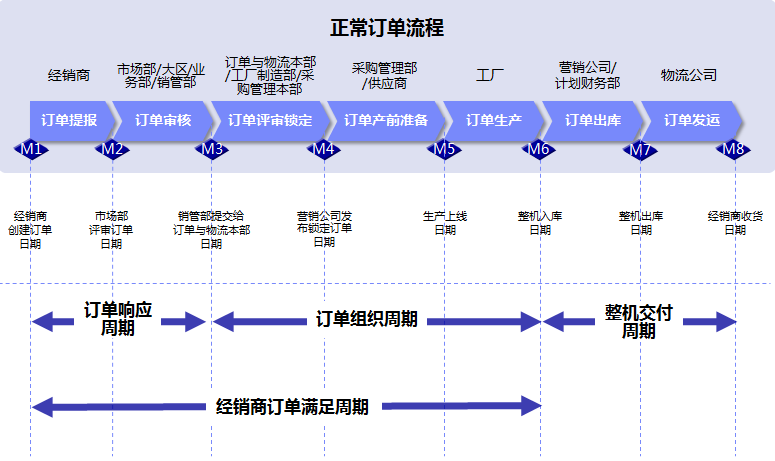 正常订单流程
经销商
市场部/大区/业
务部/销管部
订单与物流本部
/工厂制造部/采
购管理本部
采购管理部
/供应商
工厂
营销公司/
计划财务部
物流公司
订单提报
订单审核
订单评审锁定
订单产前准备
订单生产
订单出库
订单发运
M1
M2
M3
M4
M5
M6
M7
M8
经销商
创建订单
日期
市场部
评审订单
日期
销管部提交给
订单与物流本部
日期
营销公司发
布锁定订单
日期
生产上线
日期
整机入库
日期
整机出库
日期
经销商收货
日期
订单响应
周期
订单组织周期
整机交付
周期
经销商订单满足周期